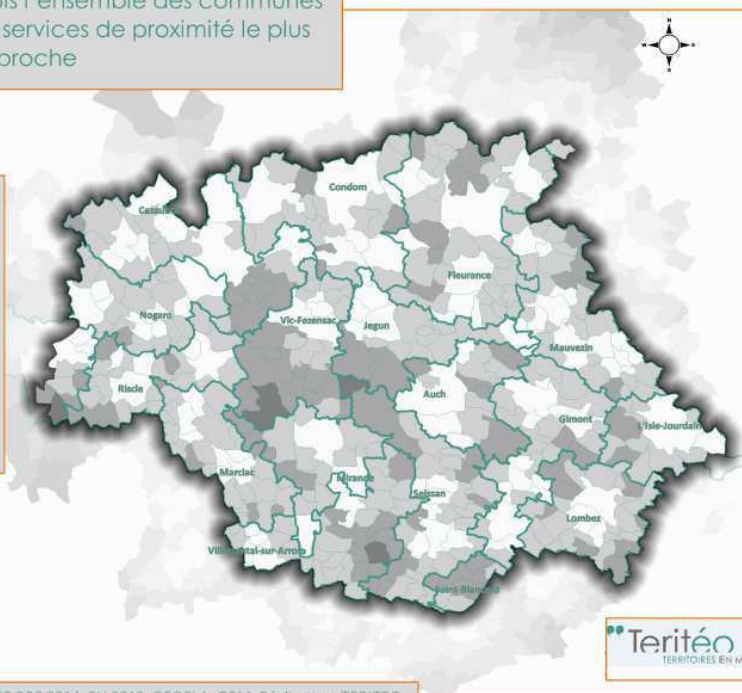 l'ensemble des communes
services de proximité le plus
proche
N
W
E
S
Condom
Cazaubon
Fleurance
Nogaro
Vic-Fezensac
Jegun
Mauvezin
Riscle
Auch
Gimont
L'Isle-Jourdain
Marciac
Mirande
Seissan
Lombez
Saint-Blancard
"Teritéo
TERRITOIRES EN M